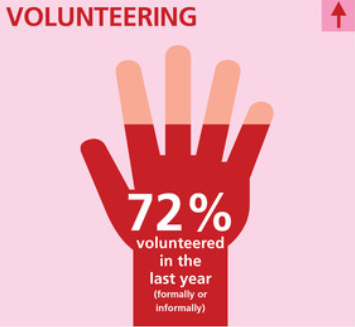 VOLUNTEERING
72%
volunteered
in the
last year
(formally or
informally)